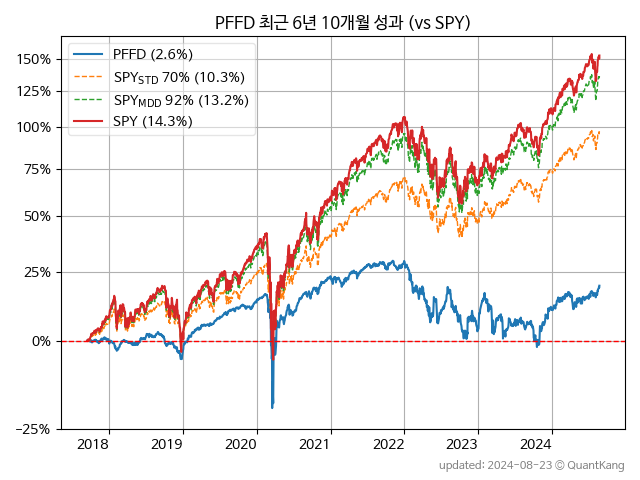 PFFD 최근 6년 10개월 성과 (vs SPY)
PFFD (2.6%)
SPY_STD 70% (10.3%)
SPY_MDD 92% (13.2%)
SPY (14.3%)
150%
125%
100%
75%
50%
25%
0%
−25%
2018 2019 2020 2021 2022 2023 2024
updated: 2024-08-23 © QuantKang